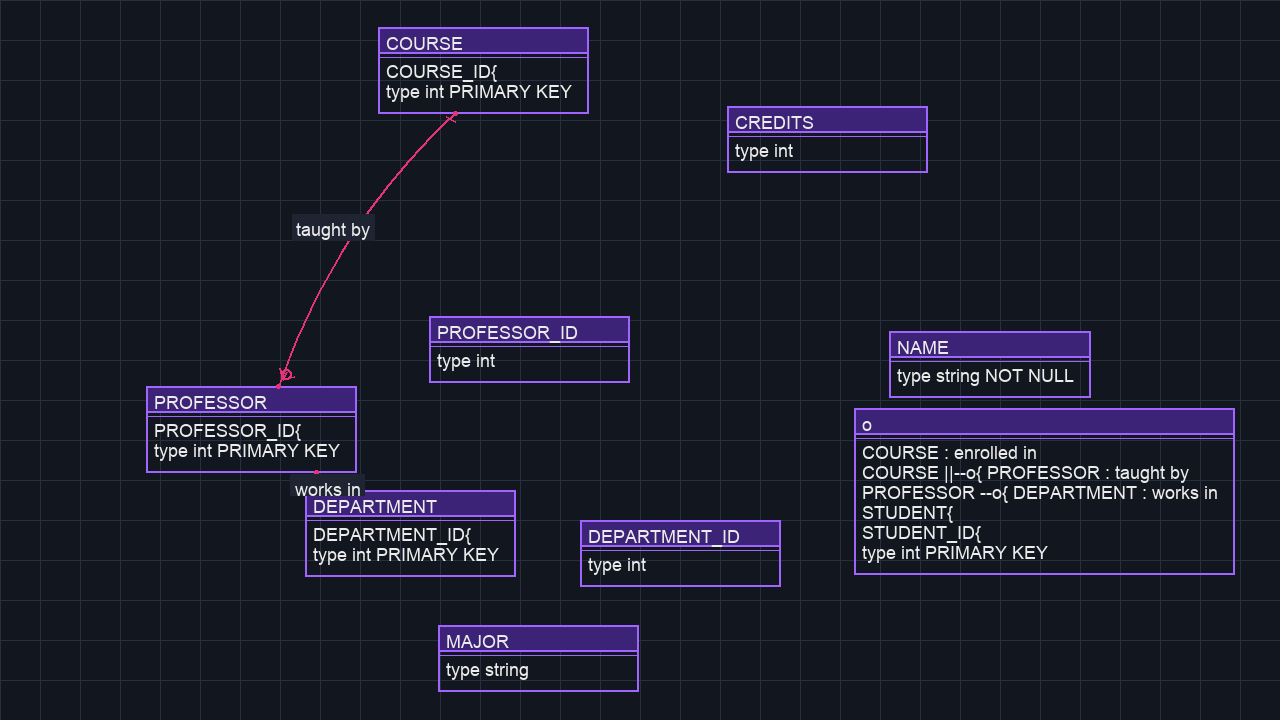 COURSE
COURSE_ID{
type int PRIMARY KEY
CREDITS
type int
taught by
PROFESSOR_ID
type int
NAME
type string NOT NULL
PROFESSOR
PROFESSOR_ID{
type int PRIMARY KEY
o
COURSE : enrolled in
COURSE ||--o{ PROFESSOR : taught by
PROFESSOR --o{ DEPARTMENT : works in
STUDENT{
STUDENT_ID{
type int PRIMARY KEY
works in
DEPARTMENT
DEPARTMENT_ID{
type int PRIMARY KEY
DEPARTMENT_ID
type int
MAJOR
type string